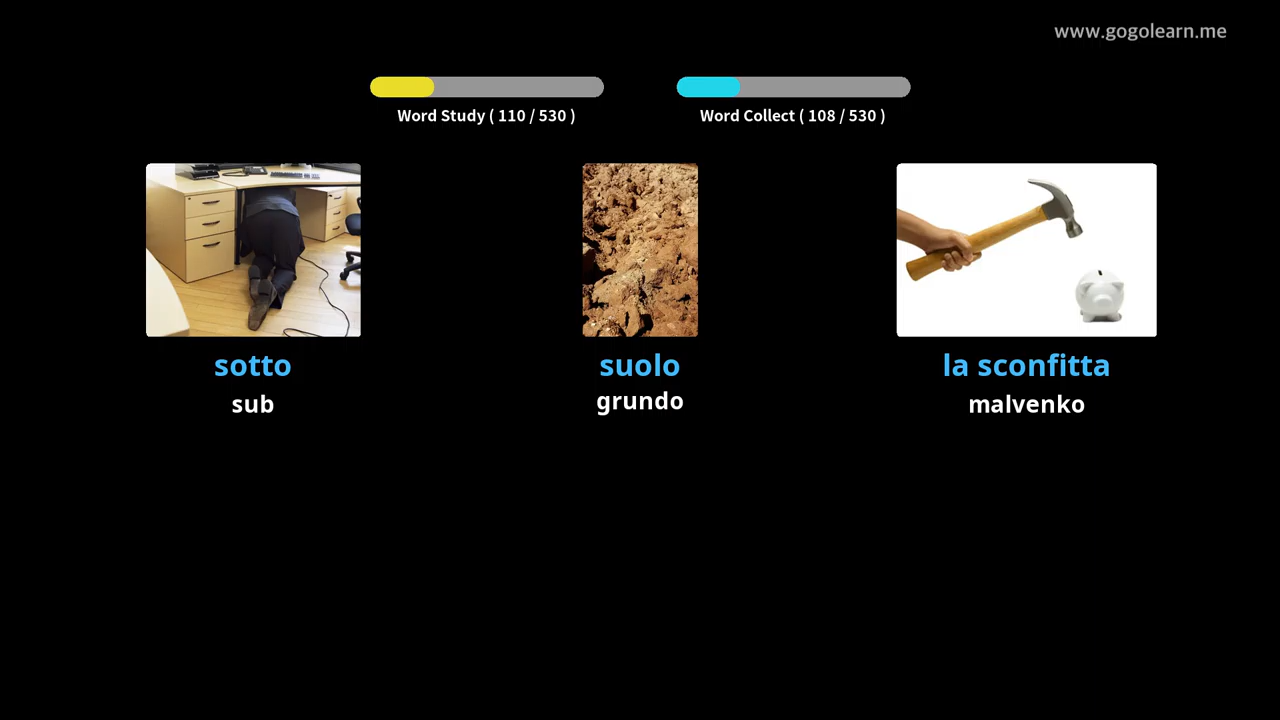 www.gogolearn.me
Word Study ( 110 / 530 )
Word Collect ( 108 / 530 )
sotto
sub
suolo
grundo
la sconfitta
malvenko